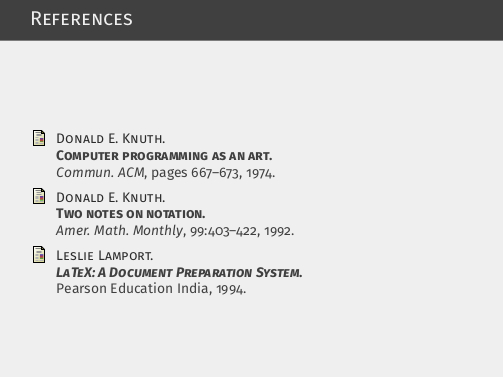 References
Donald E. Knuth.
Computer programming as an art.
Commun. ACM, pages 667–673, 1974.
Donald E. Knuth.
Two notes on notation.
Amer. Math. Monthly, 99:403–422, 1992.
Leslie Lamport.
LaTeX: A Document Preparation System.
Pearson Education India, 1994.